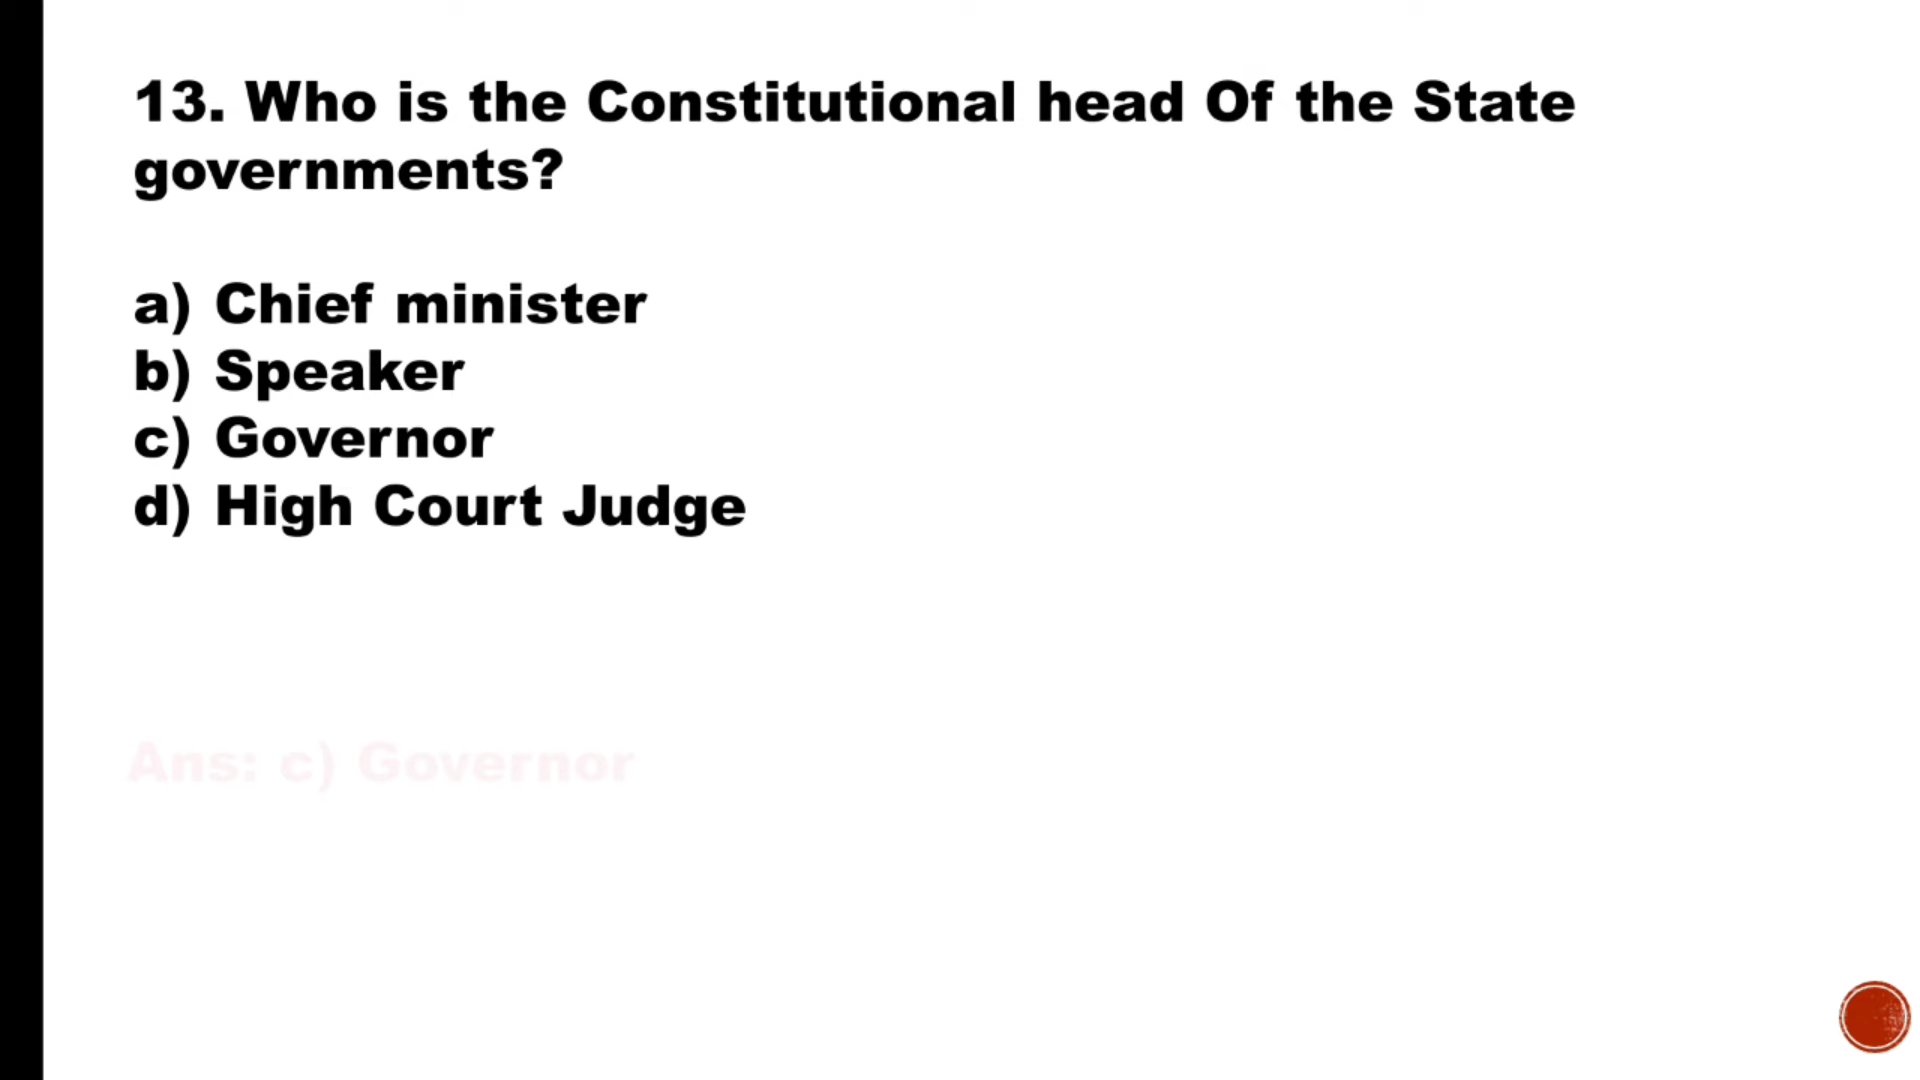 13. Who is the Constitutional head Of the State
governments?
a) Chief minister
b) Speaker
c) Governor
d) High Court Judge
Ans: c) Governor